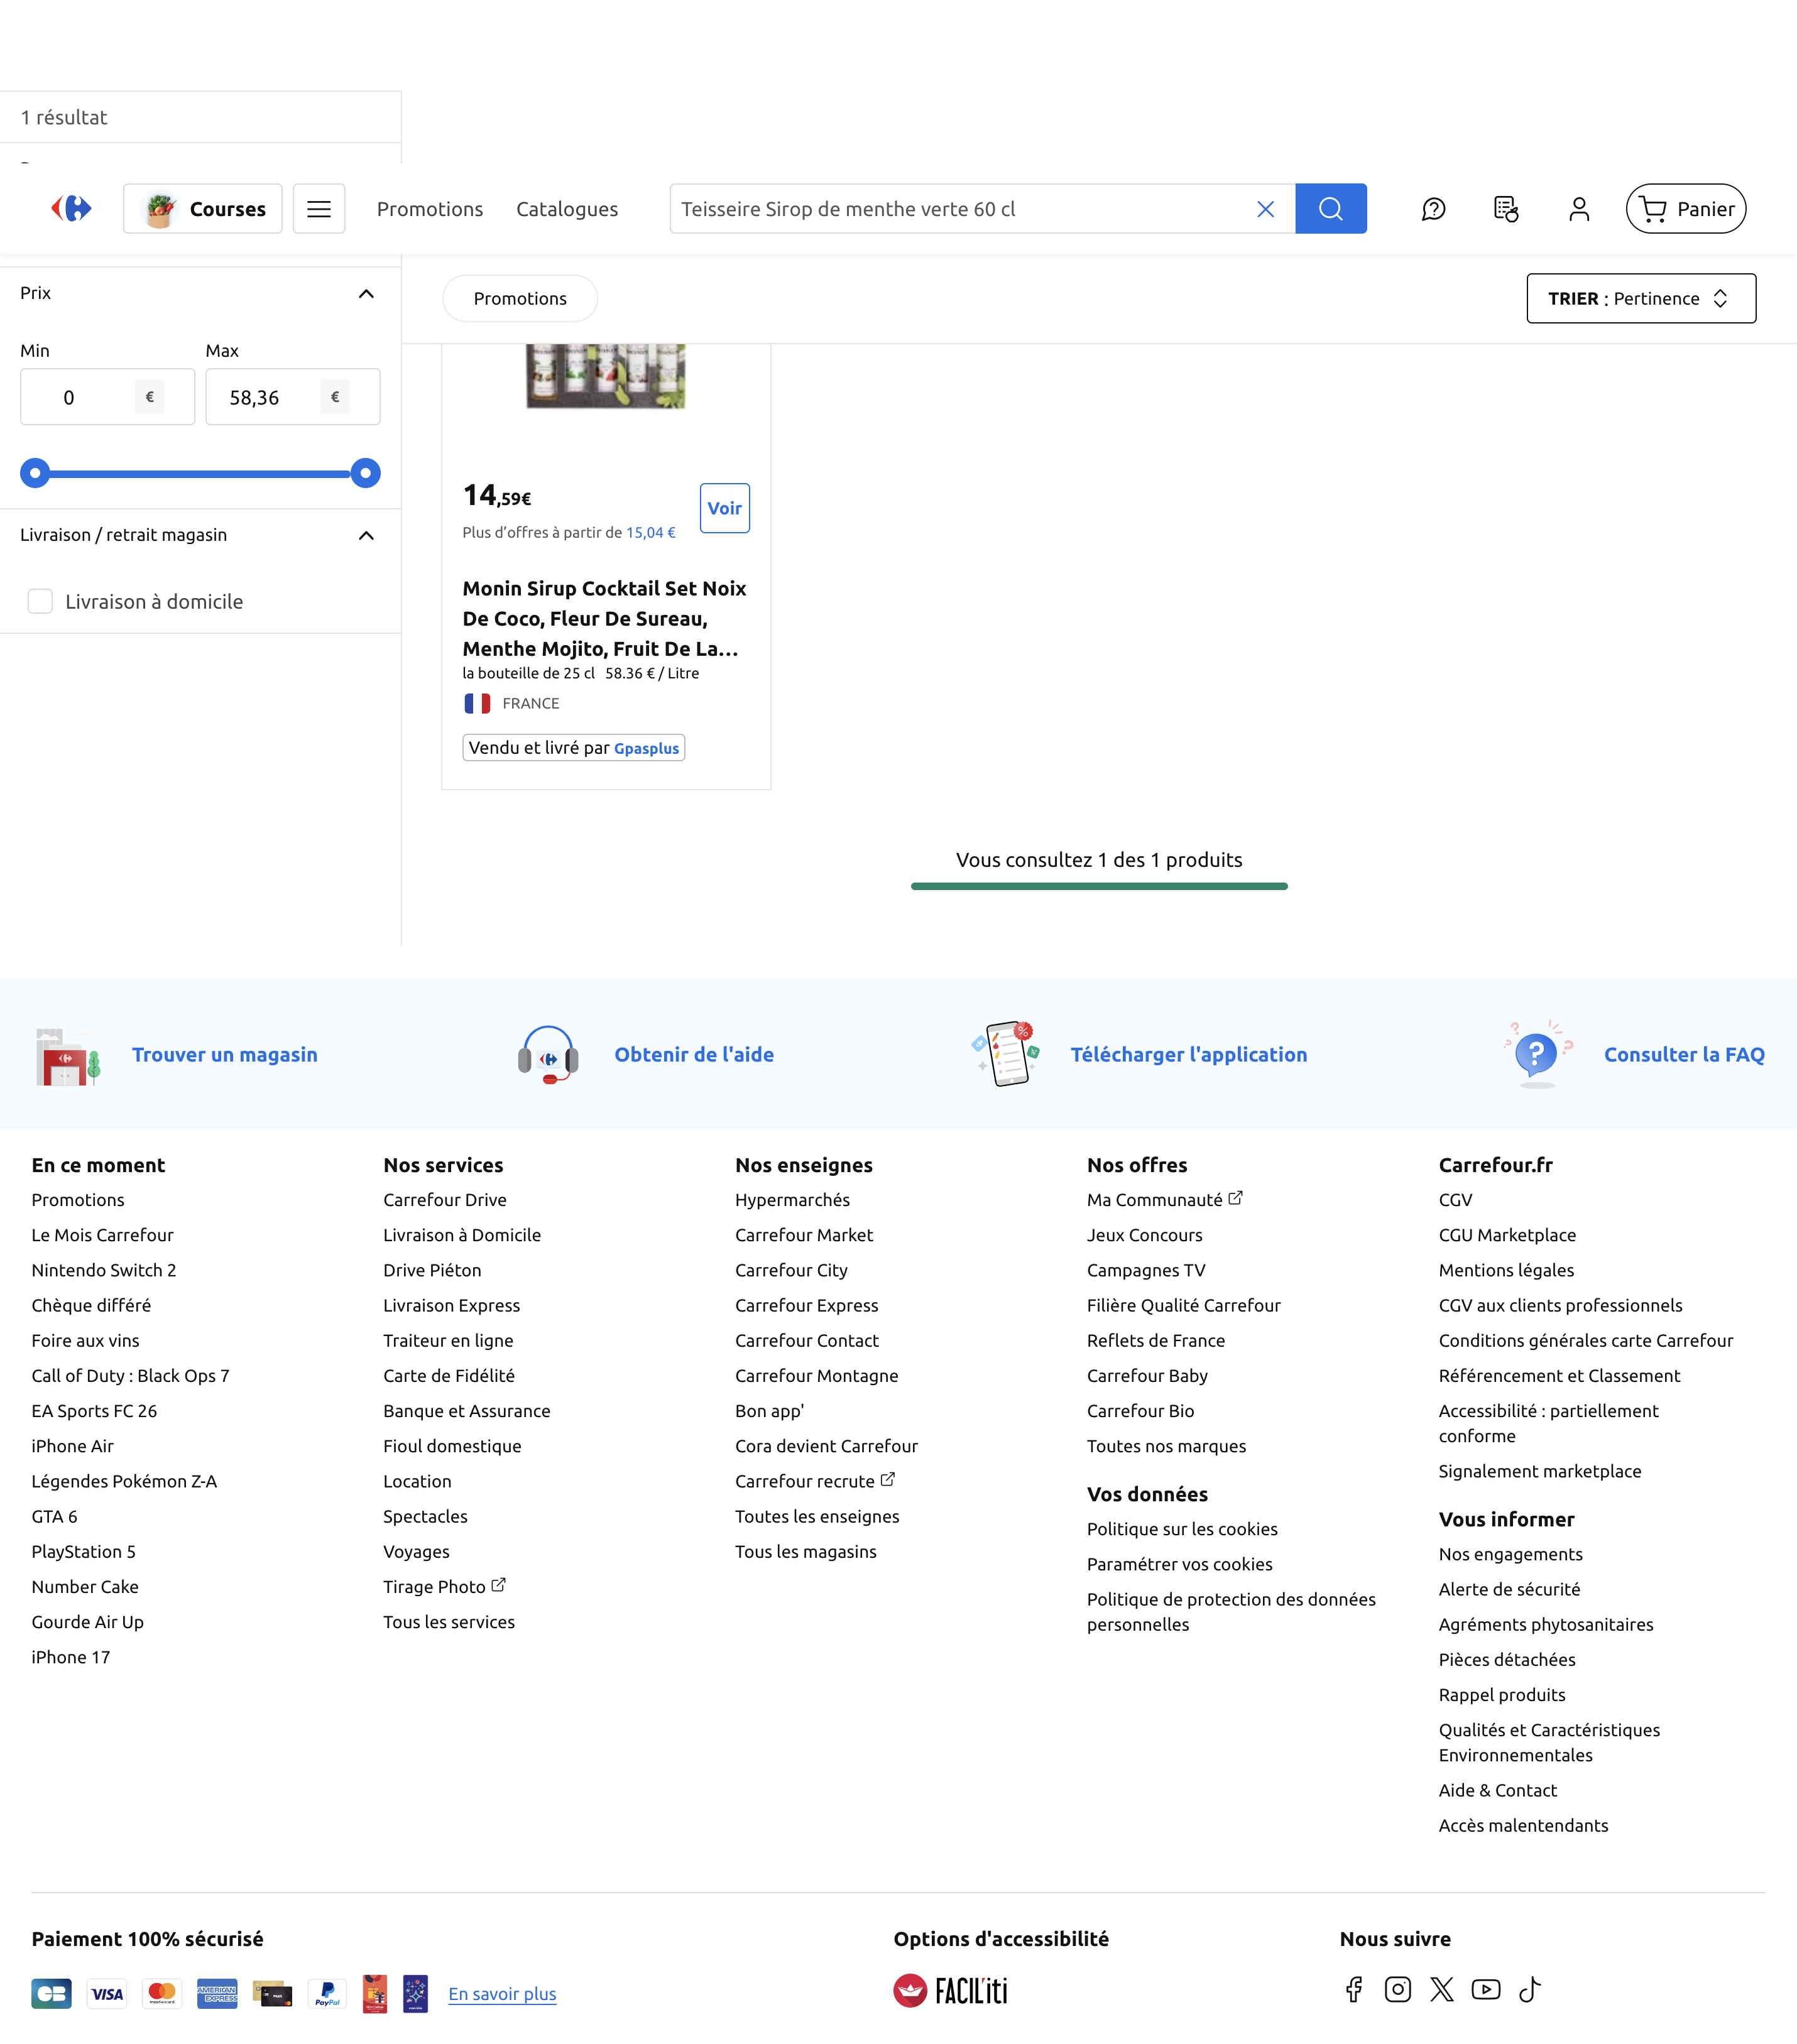 1 résultat
Courses
Promotions
Catalogues
Teisseire Sirop de menthe verte 60 cl
Panier
Prix
Min
Max
0 €
58,36 €
Livraison / retrait magasin
Livraison à domicile
Promotions
TRIER : Pertinence
14,59€
Voir
Plus d’offres à partir de 15,04 €
Monin Sirup Cocktail Set Noix
De Coco, Fleur De Sureau,
Menthe Mojito, Fruit De La...
la bouteille de 25 cl 58.36 € / Litre
FRANCE
Vendu et livré par Gpasplus
Vous consultez 1 des 1 produits
Trouver un magasin
Obtenir de l'aide
Télécharger l'application
Consulter la FAQ
En ce moment
Promotions
Le Mois Carrefour
Nintendo Switch 2
Chèque différé
Foire aux vins
Call of Duty : Black Ops 7
EA Sports FC 26
iPhone Air
Légendes Pokémon Z-A
GTA 6
PlayStation 5
Number Cake
Gourde Air Up
iPhone 17
Nos services
Carrefour Drive
Livraison à Domicile
Drive Piéton
Livraison Express
Traiteur en ligne
Carte de Fidélité
Banque et Assurance
Fioul domestique
Location
Spectacles
Voyages
Tirage Photo
Tous les services
Nos enseignes
Hypermarchés
Carrefour Market
Carrefour City
Carrefour Express
Carrefour Contact
Carrefour Montagne
Bon app'
Cora devient Carrefour
Carrefour recrute
Toutes les enseignes
Tous les magasins
Nos offres
Ma Communauté
Jeux Concours
Campagnes TV
Filière Qualité Carrefour
Reflets de France
Carrefour Baby
Carrefour Bio
Toutes nos marques
Vos données
Politique sur les cookies
Paramétrer vos cookies
Politique de protection des données
personnelles
Carrefour.fr
CGV
CGU Marketplace
Mentions légales
CGV aux clients professionnels
Conditions générales carte Carrefour
Référencement et Classement
Accessibilité : partiellement
conforme
Signalement marketplace
Vous informer
Nos engagements
Alerte de sécurité
Agréments phytosanitaires
Pièces détachées
Rappel produits
Qualités et Caractéristiques
Environnementales
Aide & Contact
Accès malentendants
Paiement 100% sécurisé
CB
VISA
mastercard
AMERICAN
EXPRESS
PayPal
En savoir plus
Options d'accessibilité
FACIL'iti
Nous suivre